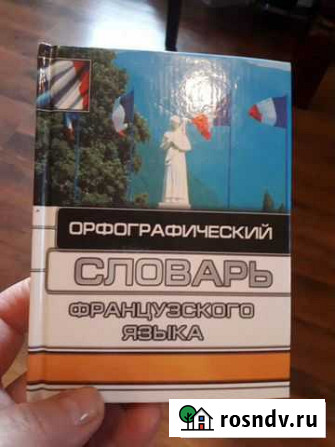 ОРФОГРАФИЧЕСКИЙ
СЛОВАРЬ
ФРАНЦУЗСКОГО
ЯЗЫКА
rosndv.ru